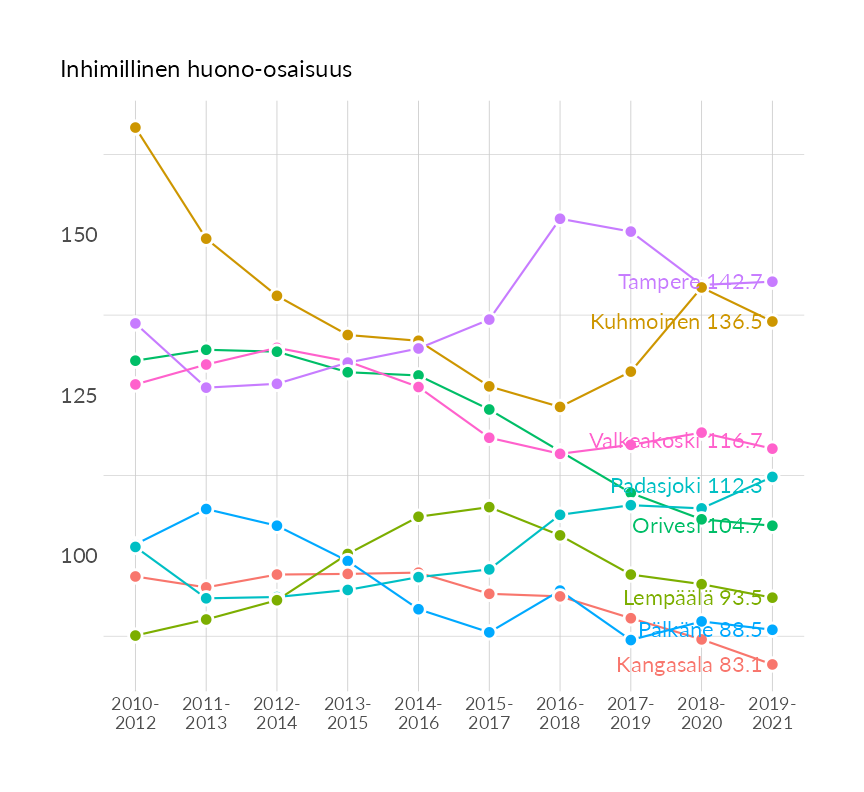 Inhimillinen huono-osaisuus
150
Tampere 142.7
Kuhmoinen 136.5
125
Valkeakoski 116.7
Padasjoki 112.3
Orivesi 104.7
100
Lempäälä 93.5
Pälkäne 88.5
Kangasala 83.1
2010- 2011- 2012- 2013- 2014- 2015- 2016- 2017- 2018- 2019-
2012 2013 2014 2015 2016 2017 2018 2019 2020 2021